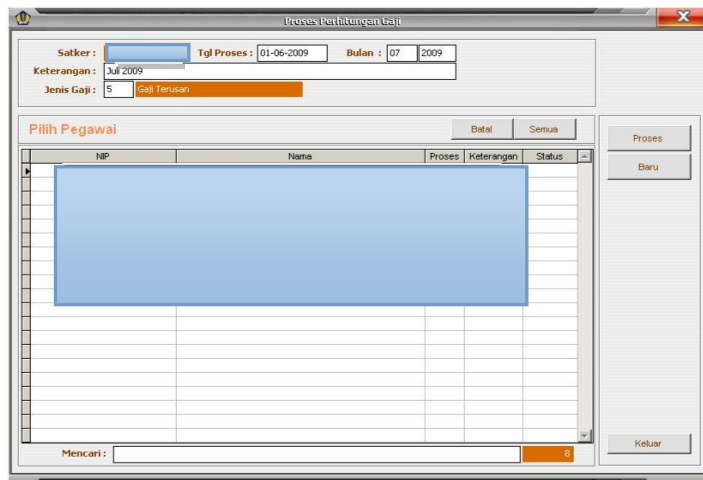 Proses Perhitungan Gaji
Satker : Tgl Proses : 01-06-2009 Bulan : 07 2009
Keterangan : Juli 2009
Jenis Gaji : 5 Gaji Terusan
Pilih Pegawai Batal Semua
Proses
NIP Nama Proses Keterangan Status
Baru
Mencari : 8
Keluar